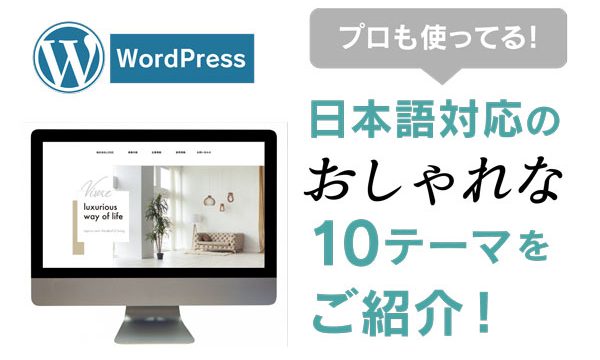 WordPress
プロも使ってる!
日本語対応の
おしゃれな
10テーマを
ご紹介!
Vivre
luxurious
way of life